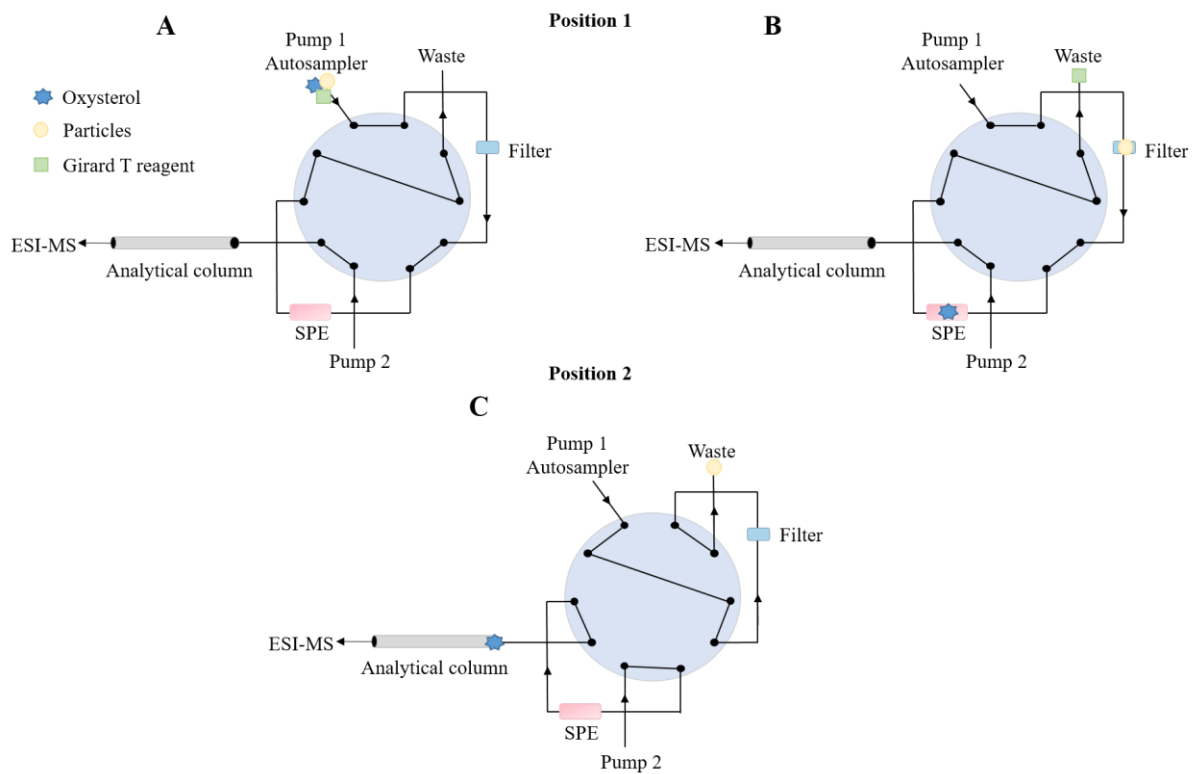 Position 1
A
Pump 1
Autosampler
Waste
Oxysterol
Particles
Girard T reagent
Filter
ESI-MS
Analytical column
SPE
Pump 2
B
Pump 1
Autosampler
Waste
Filter
ESI-MS
Analytical column
SPE
Pump 2
Position 2
C
Pump 1
Autosampler
Waste
Filter
ESI-MS
Analytical column
SPE
Pump 2